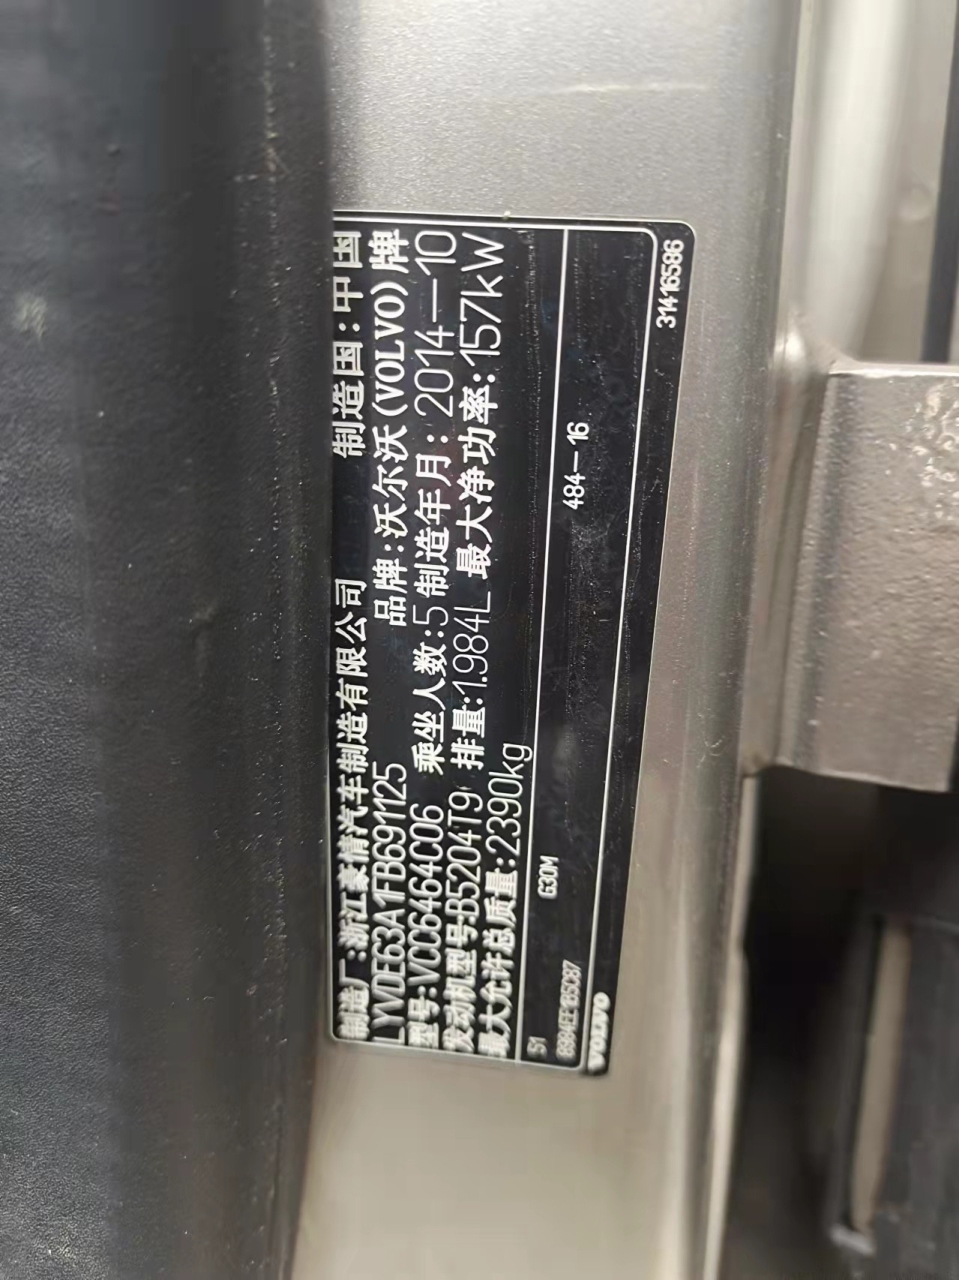 制造厂:浙江豪情汽车制造有限公司 制造国:中国
LYVDE63A1FB691125 品牌:沃尔沃(VOLVO)牌
型号:VCC6464C06 乘坐人数:5 制造年月:2014—10
发动机型号:B5204T9 排量:1.984L 最大净功率:157kW
最大允许总质量:2390kg
51 G30M 484—16
VOLVO 31416586